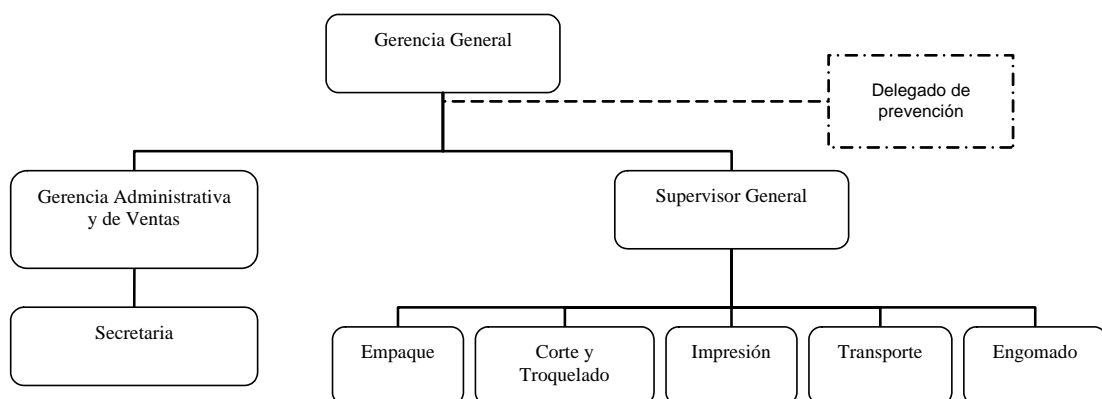 Gerencia General
Delegado de
prevención
Gerencia Administrativa
y de Ventas
Supervisor General
Secretaria
Empaque
Corte y
Troquelado
Impresión
Transporte
Engomado